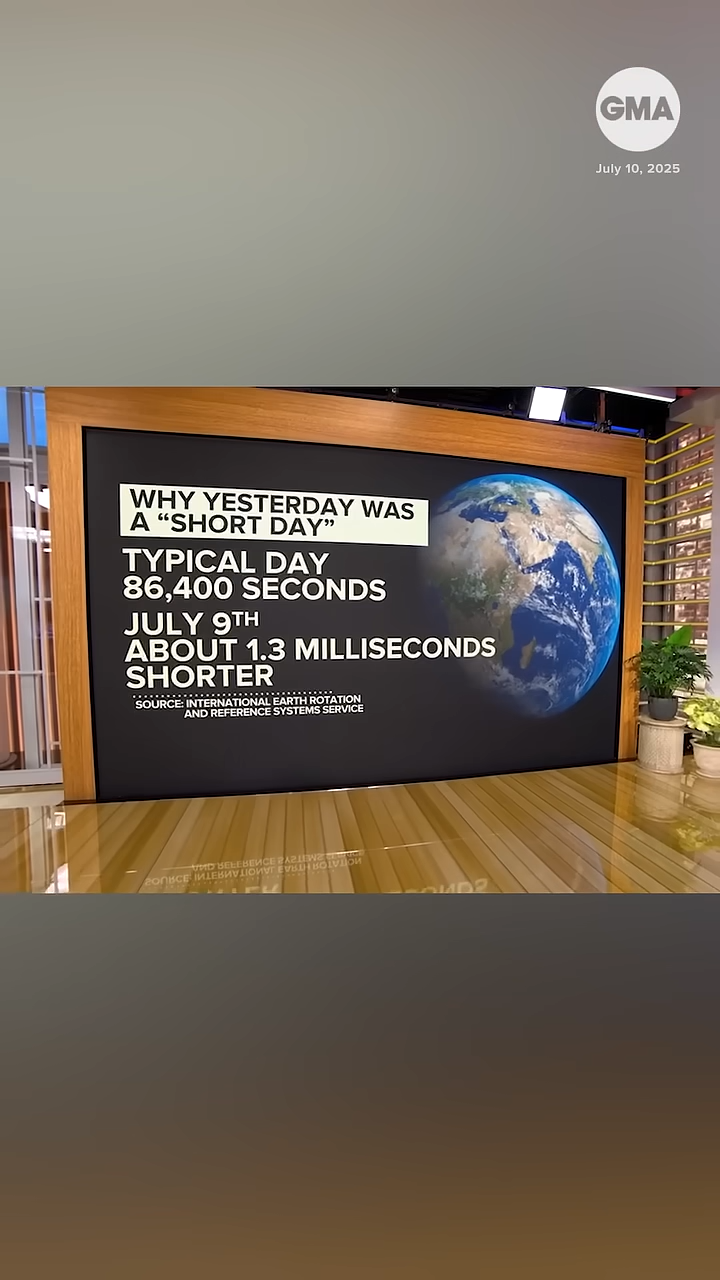 GMA
July 10, 2025
WHY YESTERDAY WAS
A “SHORT DAY”
TYPICAL DAY
86,400 SECONDS
JULY 9TH
ABOUT 1.3 MILLISECONDS
SHORTER
SOURCE: INTERNATIONAL EARTH ROTATION
AND REFERENCE SYSTEMS SERVICE